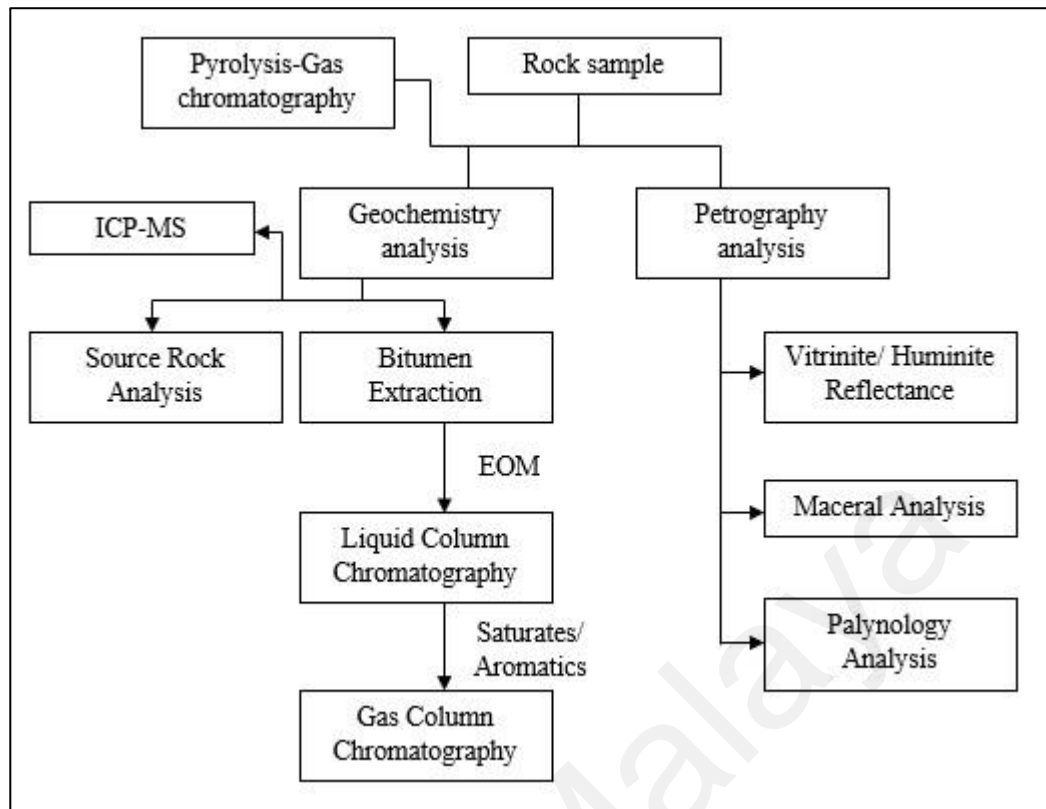 Pyrolysis-Gas
chromatography
Rock sample
ICP-MS
Geochemistry
analysis
Petrography
analysis
Source Rock
Analysis
Bitumen
Extraction
Vitrinite/ Huminite
Reflectance
EOM
Liquid Column
Chromatography
Maceral Analysis
Saturates/
Aromatics
Palynology
Analysis
Gas Column
Chromatography
Malaya